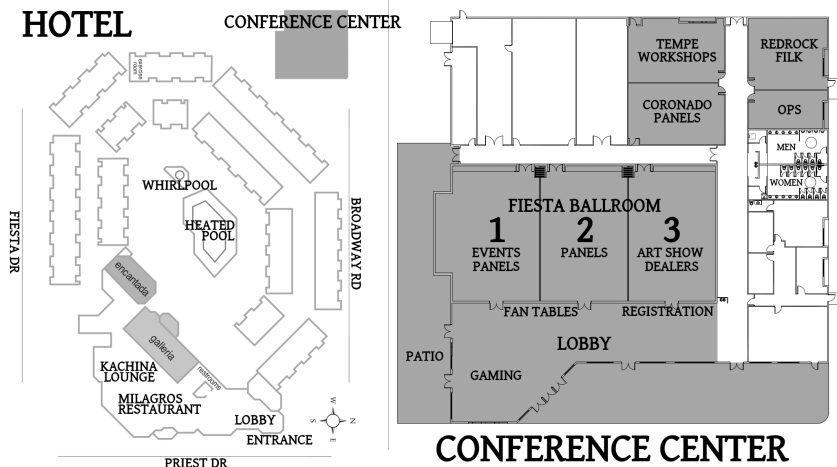 HOTEL
CONFERENCE CENTER
exercise
room
WHIRLPOOL
HEATED
POOL
FIESTA DR
BROADWAY RD
encantada
galleria
restrooms
KACHINA
LOUNGE
MILAGROS
RESTAURANT
LOBBY
ENTRANCE
PRIEST DR
W
S
N
E
TEMPE
WORKSHOPS
REDROCK
FILK
CORONADO
PANELS
OPS
MEN
WOMEN
FIESTA BALLROOM
1
EVENTS
PANELS
2
PANELS
3
ART SHOW
DEALERS
FAN TABLES
REGISTRATION
LOBBY
PATIO
GAMING
CONFERENCE CENTER